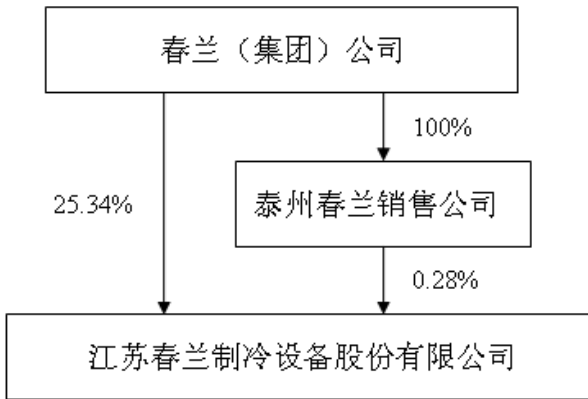 春兰（集团）公司
100%
25.34%
泰州春兰销售公司
0.28%
江苏春兰制冷设备股份有限公司